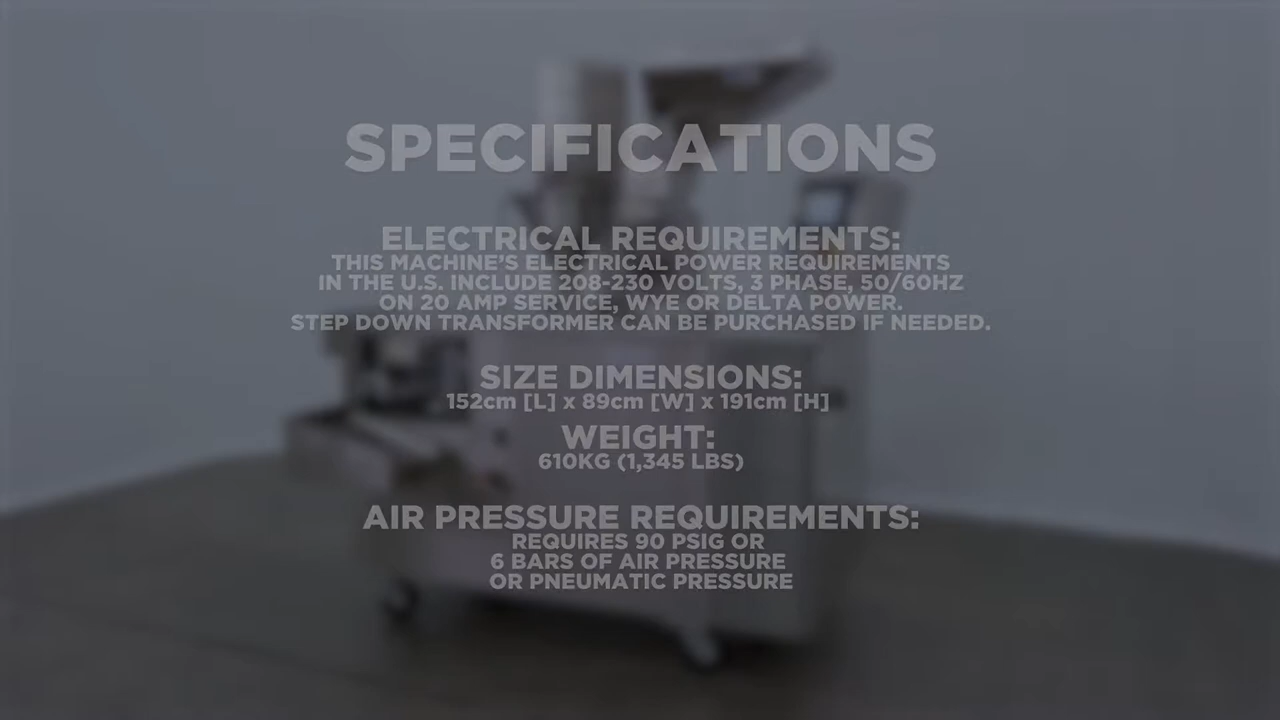 SPECIFICATIONS
ELECTRICAL REQUIREMENTS:
THIS MACHINE'S ELECTRICAL POWER REQUIREMENTS
IN THE U.S. INCLUDE 208-230 VOLTS, 3 PHASE, 50/60HZ
ON 20 AMP SERVICE, WYE OR DELTA POWER.
STEP DOWN TRANSFORMER CAN BE PURCHASED IF NEEDED.
SIZE DIMENSIONS:
152cm [L] x 89cm [W] x 191cm [H]
WEIGHT:
610KG (1,345 LBS)
AIR PRESSURE REQUIREMENTS:
REQUIRES 90 PSIG OR
6 BARS OF AIR PRESSURE
OR PNEUMATIC PRESSURE